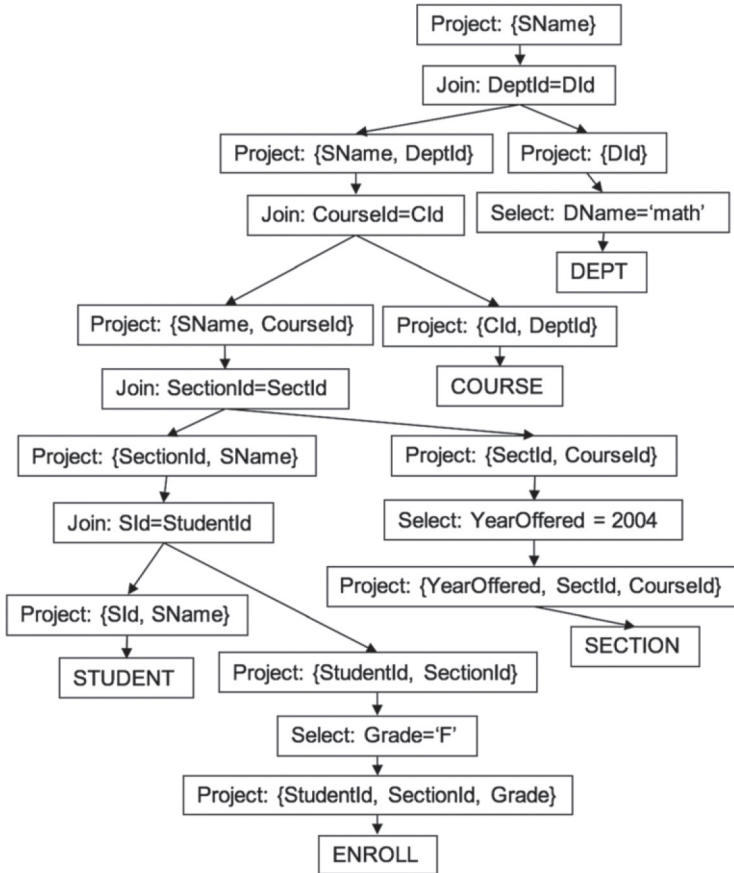 Project: {SName}
Join: DeptId=DId
Project: {SName, DeptId}
Project: {DId}
Join: CourseId=CId
Select: DName=‘math’
DEPT
Project: {SName, CourseId}
Project: {CId, DeptId}
Join: SectionId=SectId
COURSE
Project: {SectionId, SName}
Project: {SectId, CourseId}
Join: SId=StudentId
Select: YearOffered = 2004
Project: {YearOffered, SectId, CourseId}
Project: {SId, SName}
SECTION
STUDENT
Project: {StudentId, SectionId}
Select: Grade=‘F’
Project: {StudentId, SectionId, Grade}
ENROLL